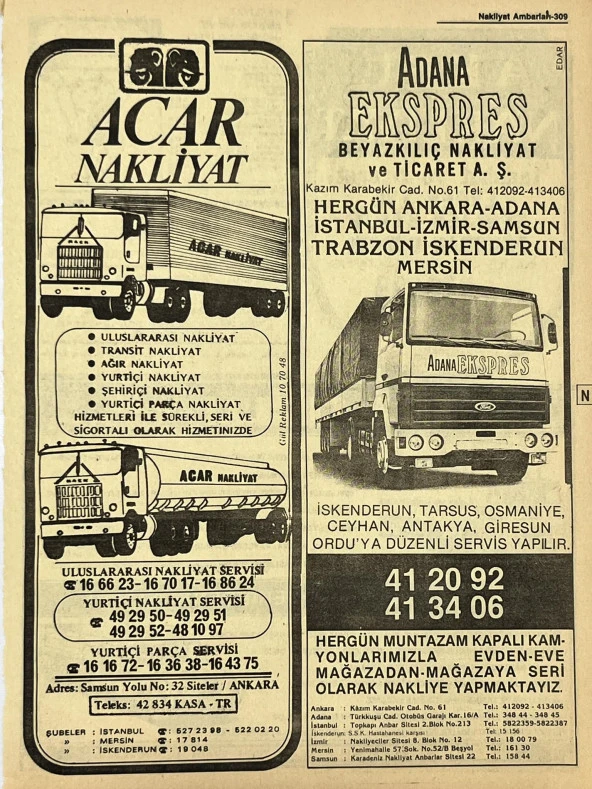 Nakliyat Ambarları-309
ACAR
NAKLİYAT
ACAR NAKLİYAT
● ULUSLARARASI NAKLİYAT
● TRANSİT NAKLİYAT
● AĞIR NAKLİYAT
● YURTİÇİ NAKLİYAT
● ŞEHİRİÇİ NAKLİYAT
● YURTİÇİ PARÇA NAKLİYAT
HİZMETLERİ İLE SÜREKLİ, SERİ VE
SİGORTALI OLARAK HİZMETINİZDE
Gül Reklam 10 70 48
ACAR NAKLİYAT
ULUSLARARASI NAKLİYAT SERVİSİ
☎ 16 66 23-16 70 17-16 86 24
YURTİÇİ NAKLİYAT SERVİSİ
☎ 49 29 50-49 29 51
49 29 52-48 10 97
YURTİÇİ PARÇA SERVİSİ
☎ 16 16 72-16 36 38-16 43 75
Adres: Samsun Yolu No: 32 Siteler / ANKARA
Teleks: 42 834 KASA - TR
ŞUBELER : İSTANBUL ☎: 527 23 98 - 522 02 20
» : MERSİN ☎: 17 814
» : İSKENDERUN ☎: 19 048
EDAR
ADANA
EKSPRES
BEYAZKILIÇ NAKLİYAT
ve TİCARET A. Ş.
Kazım Karabekir Cad. No.61 Tel: 412092-413406
HERGÜN ANKARA-ADANA
İSTANBUL-İZMİR-SAMSUN
TRABZON İSKENDERUN
MERSİN
ADANA EKSPRES
Ford
N
İSKENDERUN, TARSUS, OSMANİYE,
CEYHAN, ANTAKYA, GİRESUN
ORDU'YA DÜZENLİ SERVİS YAPILIR.
41 20 92
41 34 06
HERGÜN MUNTAZAM KAPALI KAM-
YONLARIMIZLA EVDEN-EVE
MAĞAZADAN-MAĞAZAYA SERİ
OLARAK NAKLİYE YAPMAKTAYIZ.
Ankara : Kâzım Karabekir Cad. No. 61 Tel.: 412092 - 413406
Adana : Türkkuşu Cad. Otobüs Garajı Kar.16/A Tel.: 348 44 - 348 45
İstanbul : Topkapı Anbar Sitesi 2.Blok No.213 Tel.: 5822359-5822387
İskenderun: S.S.K. Hastahanesi karşısı Tel: 15 156
İzmir : Nakliyeciler Sitesi 8. Blok No. 12 Tel.: 18 00 79
Mersin : Yenimahalle 57.Sok. No.52/B Beşyol Tel.: 161 30
Samsun : Karadeniz Nakliyat Anbarlar Sitesi 22 Tel.: 158 44